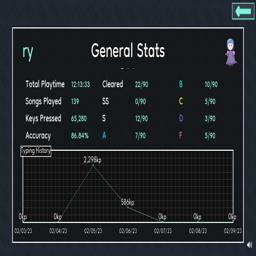 ry General Stats
Total Playtime 12:13:33 Cleared 22/90 B 10/90
Songs Played 139 SS 0/90 C 5/90
Keys Pressed 65,280 S 12/90 D 3/90
Accuracy 86.84% A 7/90 F 5/90
Typing History
2,298kp
586kp
0kp 0kp 0kp 0kp 0kp
02/03/23 02/04/23 02/05/23 02/06/23 02/07/23 02/08/23 02/09/23